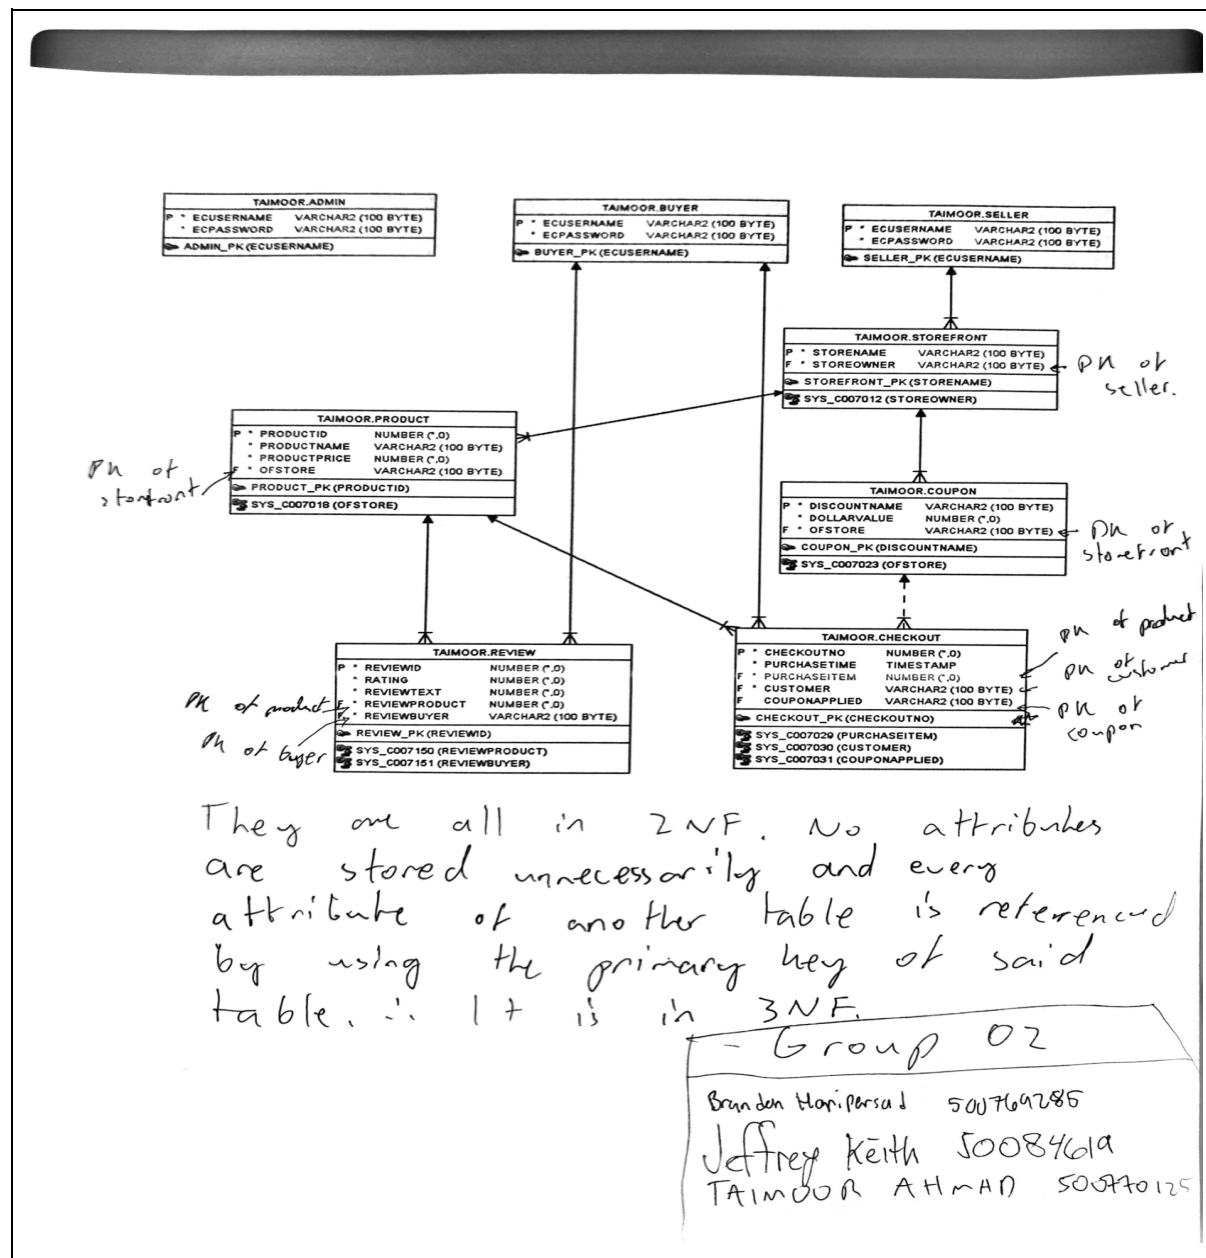 TAIMOOR.ADMIN
P * ECUSERNAME VARCHAR2 (100 BYTE)
* ECPASSWORD VARCHAR2 (100 BYTE)
ADMIN_PK (ECUSERNAME)
TAIMOOR.BUYER
P * ECUSERNAME VARCHAR2 (100 BYTE)
* ECPASSWORD VARCHAR2 (100 BYTE)
BUYER_PK (ECUSERNAME)
TAIMOOR.SELLER
P * ECUSERNAME VARCHAR2 (100 BYTE)
* ECPASSWORD VARCHAR2 (100 BYTE)
SELLER_PK (ECUSERNAME)
TAIMOOR.STOREFRONT
P * STORENAME VARCHAR2 (100 BYTE)
F * STOREOWNER VARCHAR2 (100 BYTE)
STOREFRONT_PK (STORENAME)
SYS_C007012 (STOREOWNER)
PK of
seller.
TAIMOOR.PRODUCT
P * PRODUCTID NUMBER (*,0)
* PRODUCTNAME VARCHAR2 (100 BYTE)
* PRODUCTPRICE NUMBER (*,0)
F * OFSTORE VARCHAR2 (100 BYTE)
PRODUCT_PK (PRODUCTID)
SYS_C007018 (OFSTORE)
PK of
storfront
TAIMOOR.COUPON
P * DISCOUNTNAME VARCHAR2 (100 BYTE)
* DOLLARVALUE NUMBER (*,0)
F * OFSTORE VARCHAR2 (100 BYTE)
COUPON_PK (DISCOUNTNAME)
SYS_C007023 (OFSTORE)
PK of
storefront
TAIMOOR.REVIEW
P * REVIEWID NUMBER (*,0)
* RATING NUMBER (*,0)
* REVIEWTEXT NUMBER (*,0)
F * REVIEWPRODUCT NUMBER (*,0)
F * REVIEWBUYER VARCHAR2 (100 BYTE)
REVIEW_PK (REVIEWID)
SYS_C007150 (REVIEWPRODUCT)
SYS_C007151 (REVIEWBUYER)
PK of product
PK of buyer
TAIMOOR.CHECKOUT
P * CHECKOUTNO NUMBER (*,0)
* PURCHASETIME TIMESTAMP
F * PURCHASEITEM NUMBER (*,0)
F * CUSTOMER VARCHAR2 (100 BYTE)
F COUPONAPPLIED VARCHAR2 (100 BYTE)
CHECKOUT_PK (CHECKOUTNO)
SYS_C007029 (PURCHASEITEM)
SYS_C007030 (CUSTOMER)
SYS_C007031 (COUPONAPPLIED)
PK of product
PK of
customer
PK of
coupon
They are all in 2NF. No attributes
are stored unnecessarily and every
attribute of another table is referenced
by using the primary key of said
table. ∴ It is in 3NF.
- Group 02
Brandon Haripersad 500769285
Jeffrey Keith 50084619
TAIMOOR AHMAD 500770125